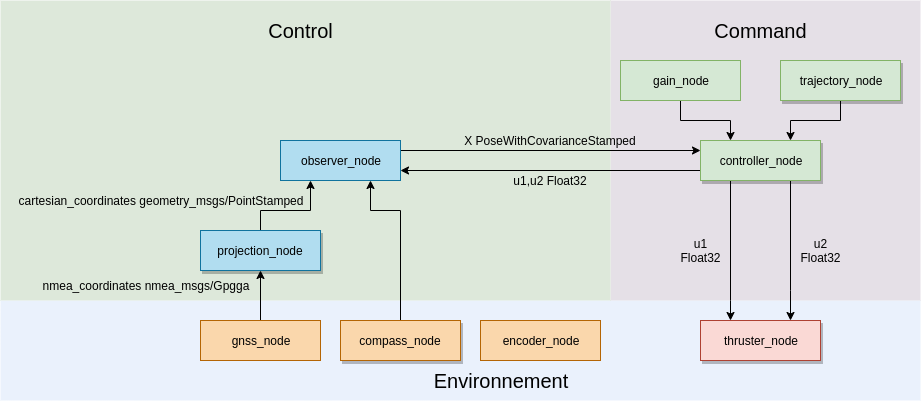 Control
Command
gain_node
trajectory_node
X PoseWithCovarianceStamped
observer_node
controller_node
u1,u2 Float32
cartesian_coordinates geometry_msgs/PointStamped
projection_node
u1
Float32
u2
Float32
nmea_coordinates nmea_msgs/Gpgga
gnss_node
compass_node
encoder_node
thruster_node
Environnement